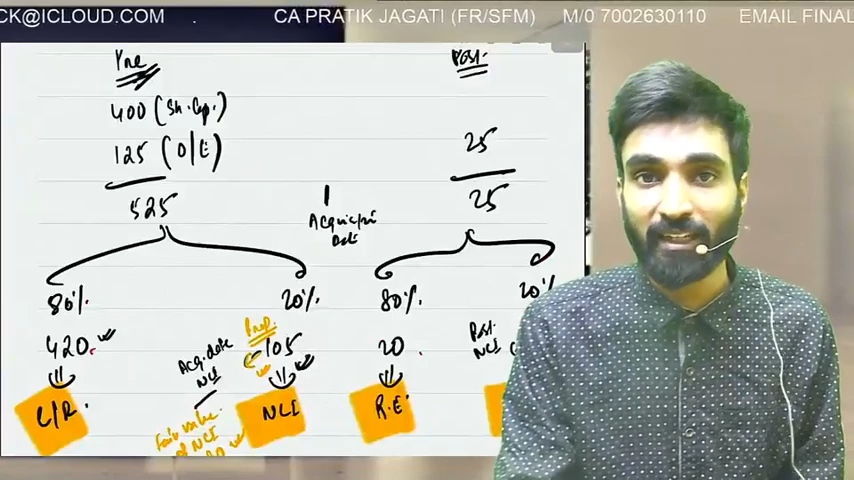 CK@ICLOUD.COM CA PRATIK JAGATI (FR/SFM) M/0 7002630110 EMAIL FINAL
Pre Post.
400 (Sh. Cap.)
125 (O/E) 25
525 25
Acquisition
Date
80% 20% 80% 20%
Prop.
420 105 20 Post.
NCI
Acq. date
NCI
C/R. NCI R.E
Fair value
of NCI